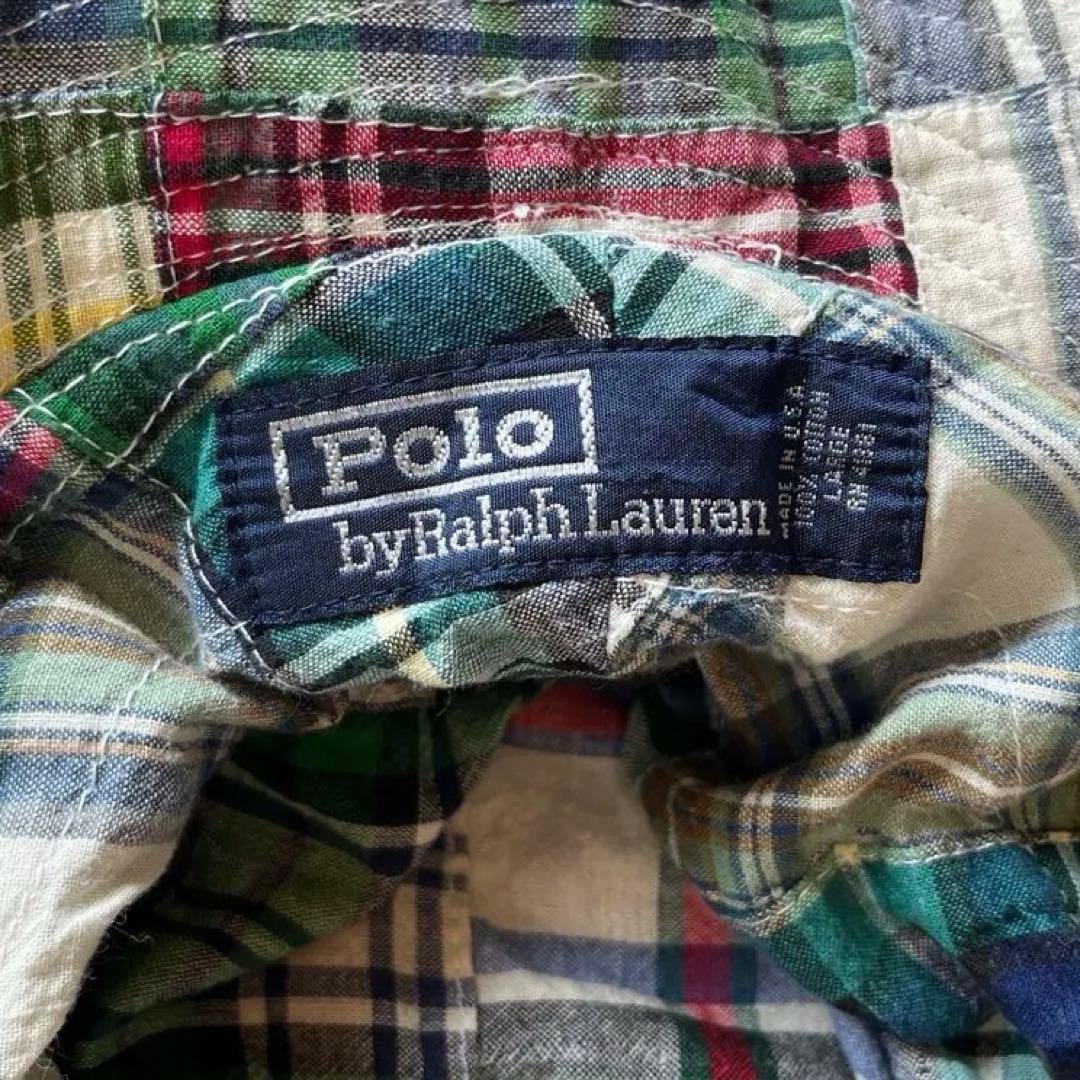 Polo
by Ralph Lauren
MADE IN U.S.A
100% COTTON
LARGE